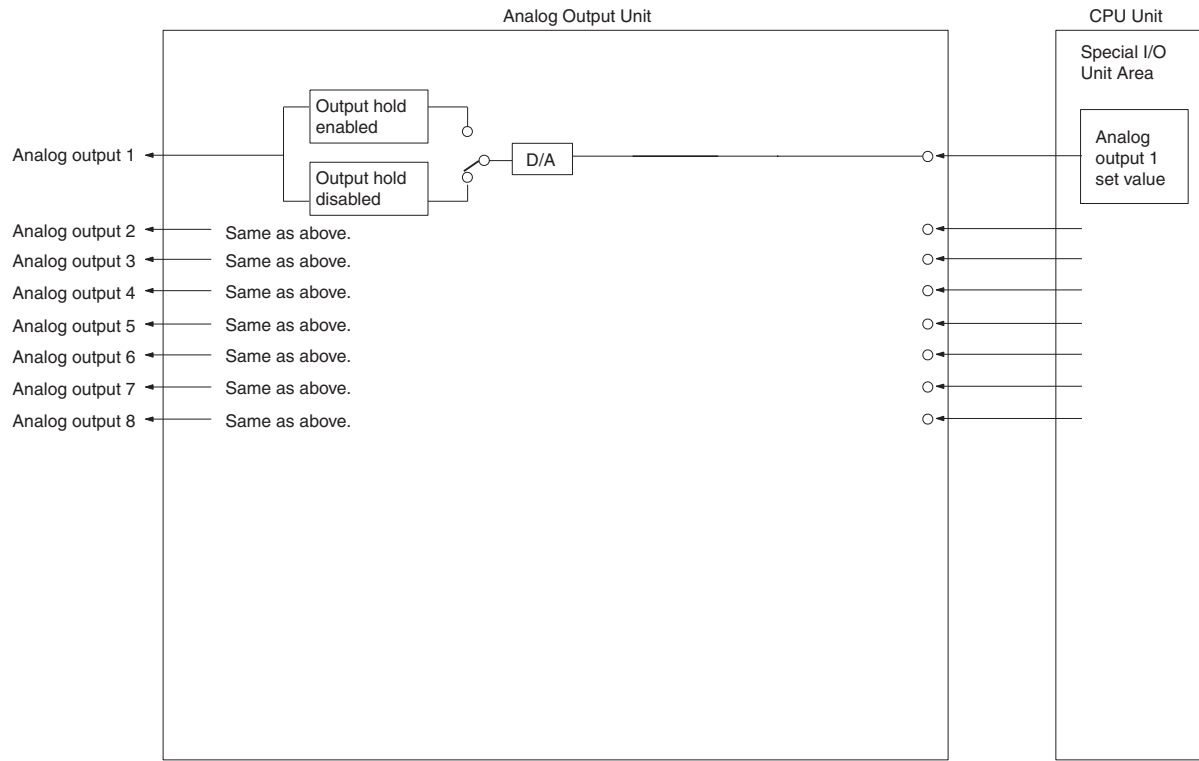 Analog Output Unit
CPU Unit
Special I/O
Unit Area
Output hold
enabled
Analog output 1
D/A
Analog
output 1
set value
Output hold
disabled
Analog output 2
Same as above.
Analog output 3
Same as above.
Analog output 4
Same as above.
Analog output 5
Same as above.
Analog output 6
Same as above.
Analog output 7
Same as above.
Analog output 8
Same as above.